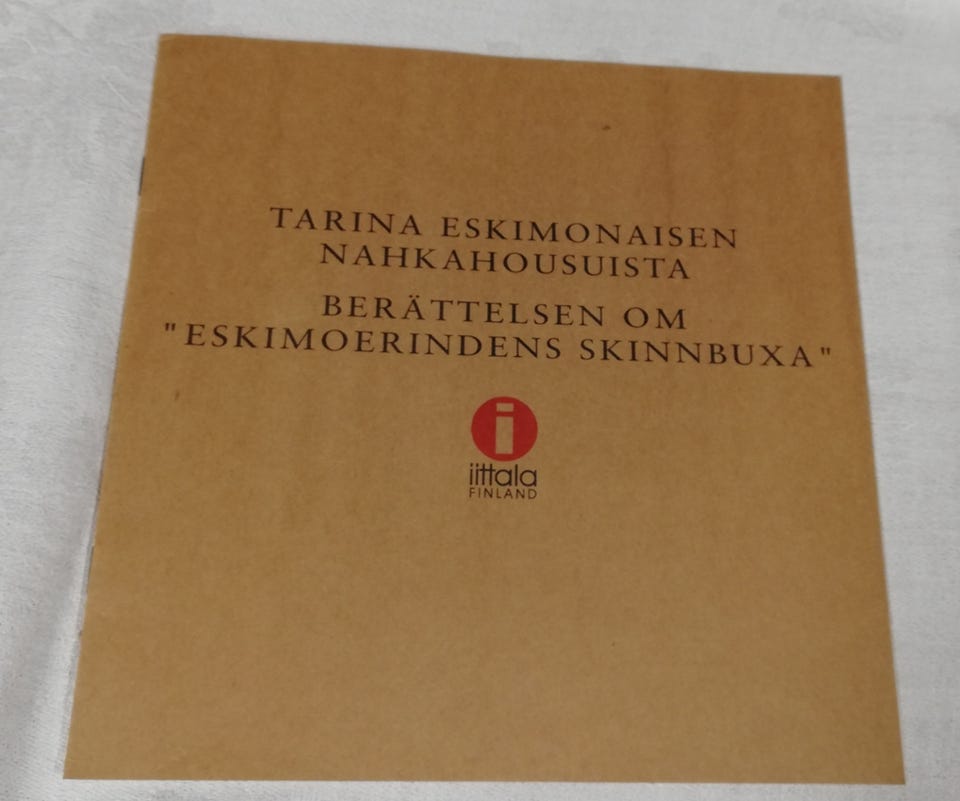 TARINA ESKIMONAISEN
NAHKAHOUSUISTA
BERÄTTELSEN OM
"ESKIMOERINDENS SKINNBUXA"
i
iittala
FINLAND